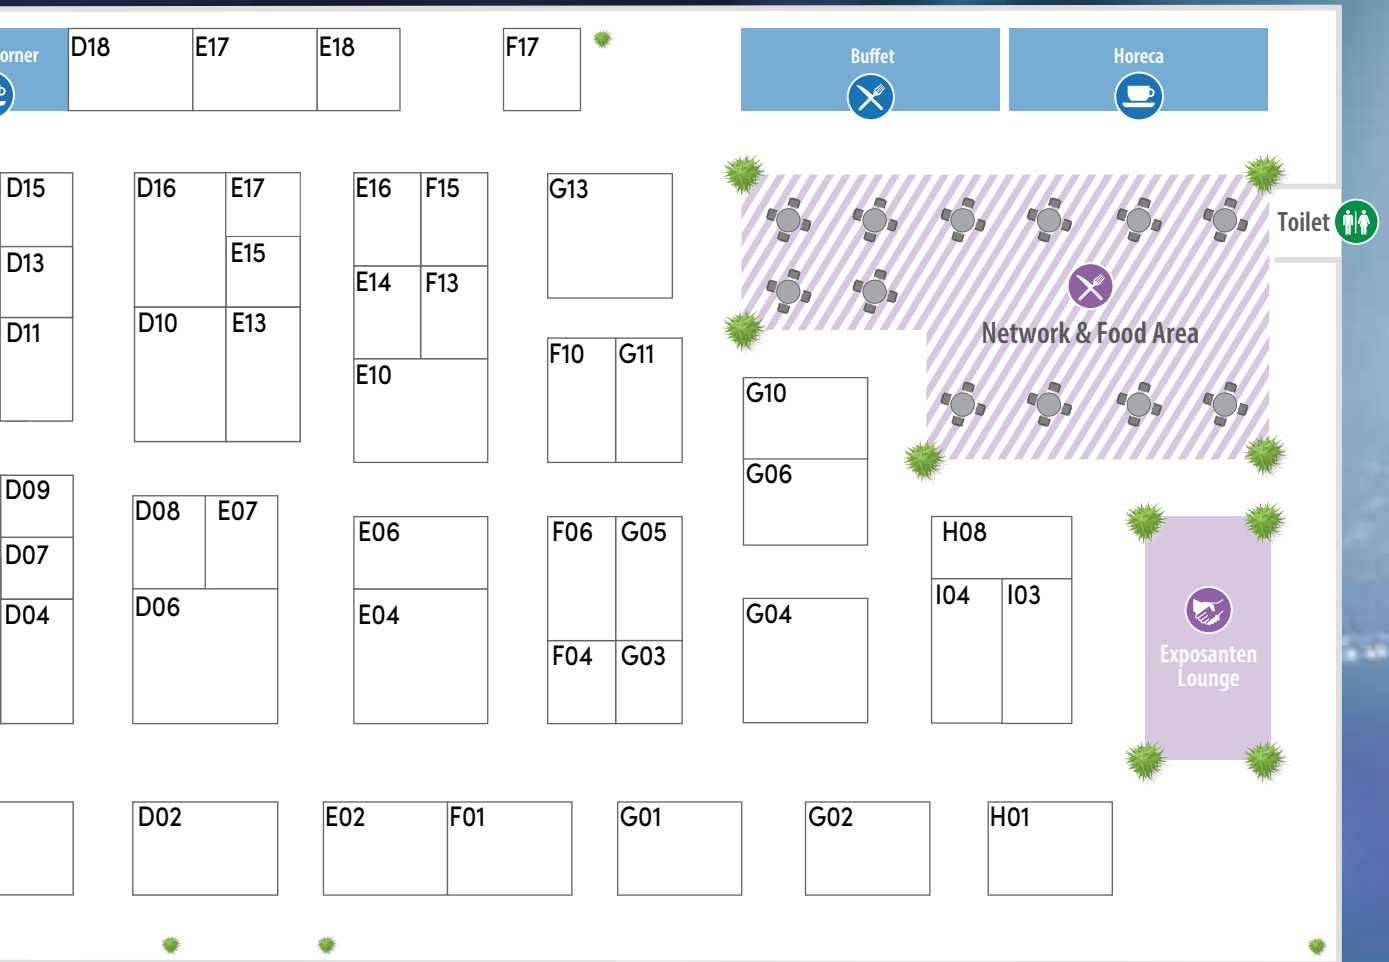 orner
D18
E17
E18
F17
Buffet
Horeca
D15
D16
E17
E16
F15
G13
Toilet
D13
E15
E14
F13
D11
D10
E13
Network & Food Area
F10
G11
E10
G10
D09
G06
D08
E07
E06
F06
G05
H08
D07
D04
D06
E04
G04
I04
I03
F04
G03
Exposanten
Lounge
D02
E02
F01
G01
G02
H01